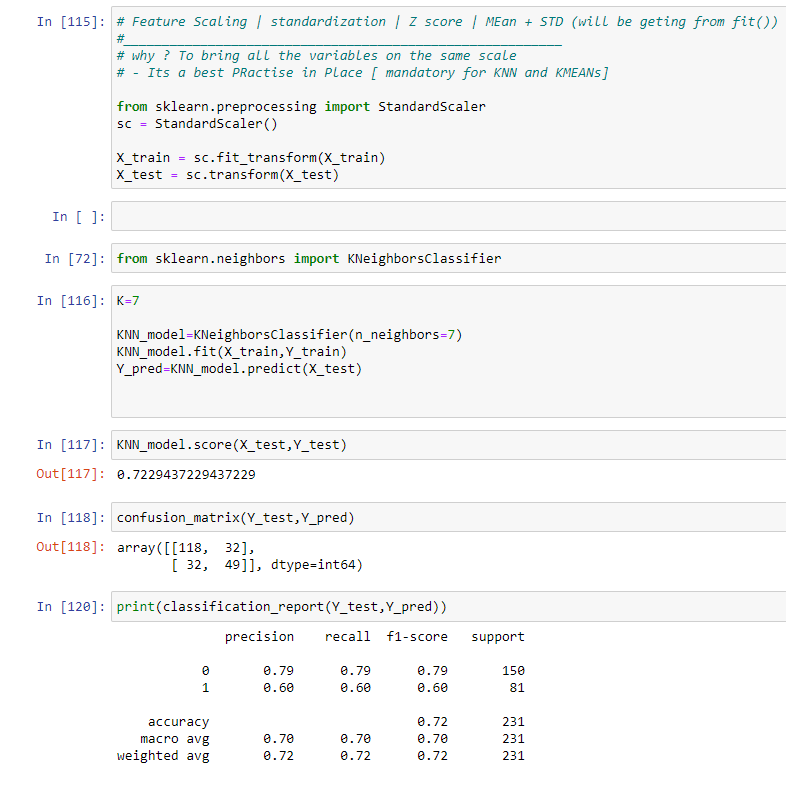 In [115]: # Feature Scaling | standardization | Z score | MEan + STD (will be geting from fit())
#_________________________________________________________
# why ? To bring all the variables on the same scale
# - Its a best PRactise in Place [ mandatory for KNN and KMEANs]
from sklearn.preprocessing import StandardScaler
sc = StandardScaler()
X_train = sc.fit_transform(X_train)
X_test = sc.transform(X_test)
In [ ]:
In [72]: from sklearn.neighbors import KNeighborsClassifier
In [116]: K=7
KNN_model=KNeighborsClassifier(n_neighbors=7)
KNN_model.fit(X_train,Y_train)
Y_pred=KNN_model.predict(X_test)
In [117]: KNN_model.score(X_test,Y_test)
Out[117]: 0.7229437229437229
In [118]: confusion_matrix(Y_test,Y_pred)
Out[118]: array([[118, 32],
[ 32, 49]], dtype=int64)
In [120]: print(classification_report(Y_test,Y_pred))
precision recall f1-score support
0 0.79 0.79 0.79 150
1 0.60 0.60 0.60 81
accuracy 0.72 231
macro avg 0.70 0.70 0.70 231
weighted avg 0.72 0.72 0.72 231